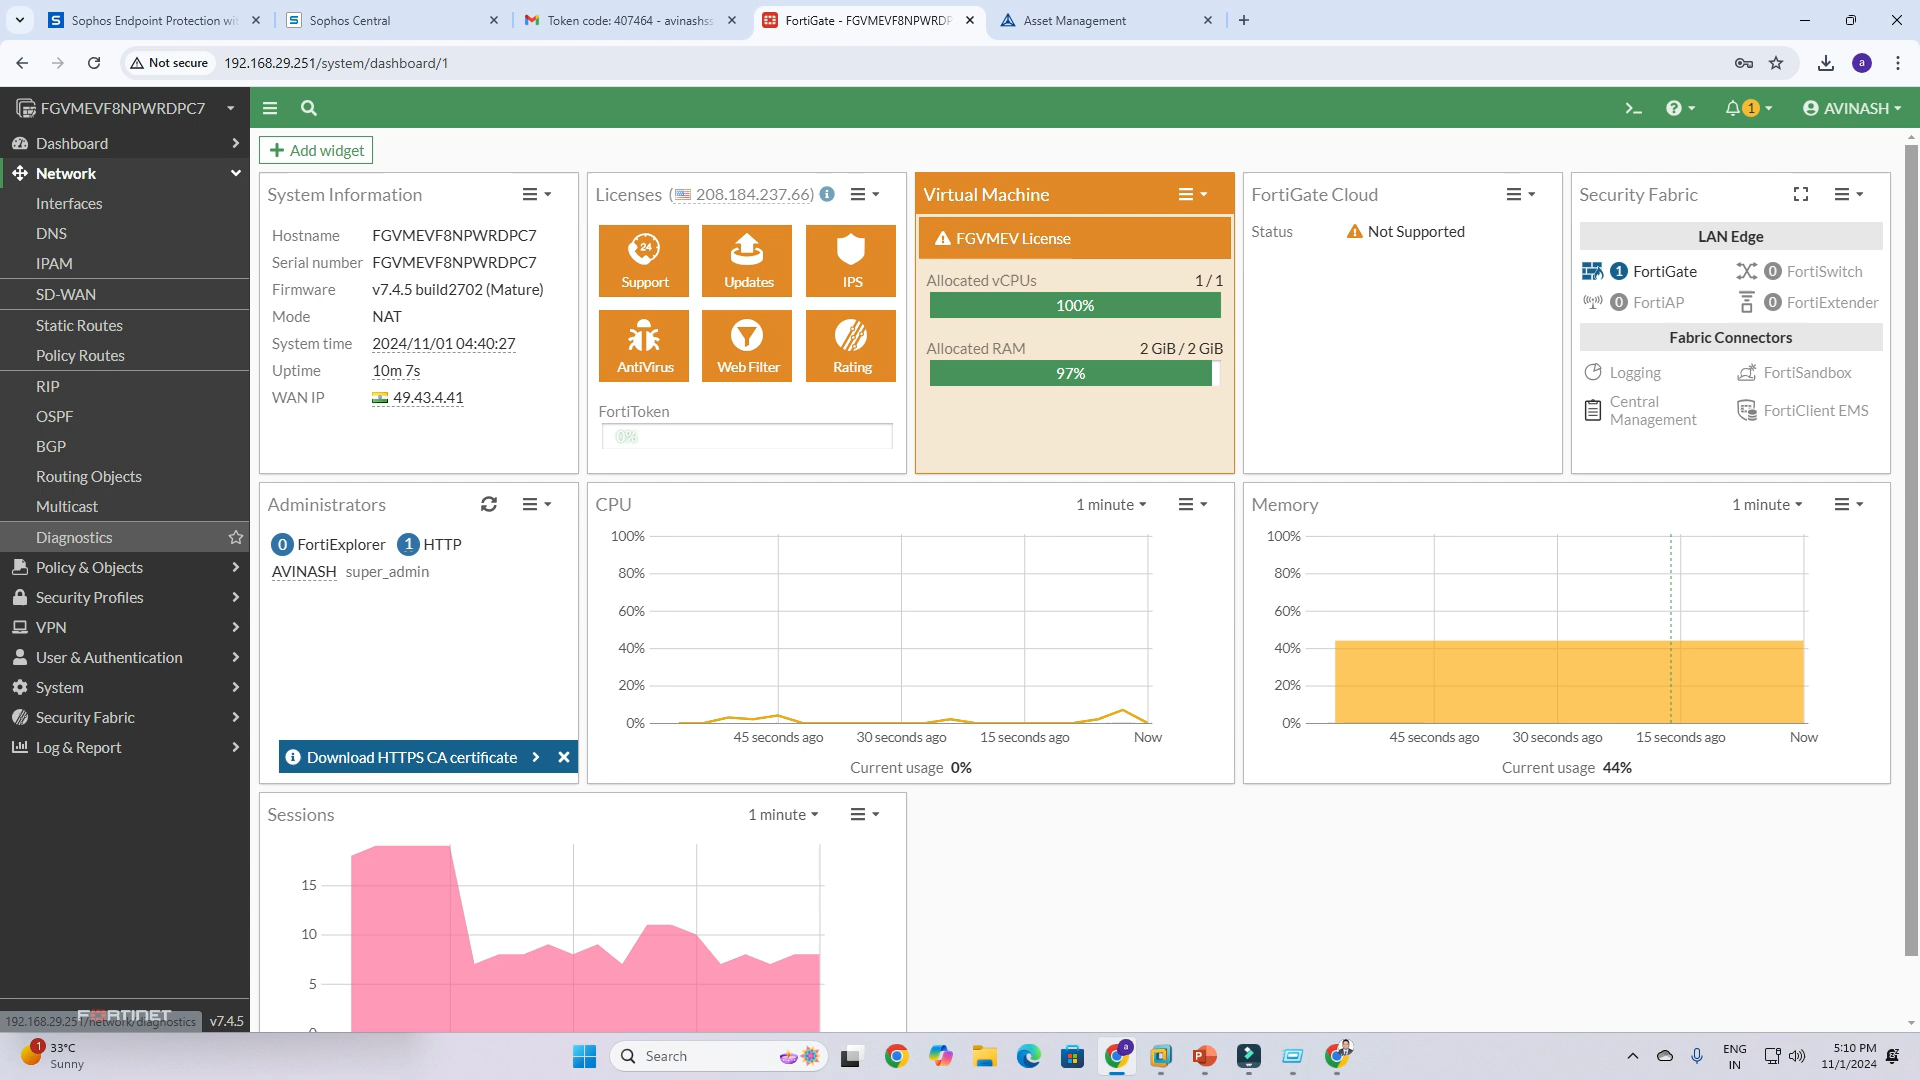 Sophos Endpoint Protection wit
Sophos Central
Token code: 407464 - avinashss
FortiGate - FGVMEVF8NPWRDP
Asset Management
Not secure
192.168.29.251/system/dashboard/1
a
FGVMEVF8NPWRDPC7
1
AVINASH
Dashboard
Network
Interfaces
DNS
IPAM
SD-WAN
Static Routes
Policy Routes
RIP
OSPF
BGP
Routing Objects
Multicast
Diagnostics
Policy & Objects
Security Profiles
VPN
User & Authentication
System
Security Fabric
Log & Report
FORTINET
192.168.29.251/network/diagnostics
v7.4.5
Add widget
System Information
Hostname FGVMEVF8NPWRDPC7
Serial number FGVMEVF8NPWRDPC7
Firmware v7.4.5 build2702 (Mature)
Mode NAT
System time 2024/11/01 04:40:27
Uptime 10m 7s
WAN IP 49.43.4.41
Licenses (208.184.237.66)
24
Support
Updates
IPS
AntiVirus
Web Filter
Rating
FortiToken
0%
Virtual Machine
FGVMEV License
Allocated vCPUs 1 / 1
100%
Allocated RAM 2 GiB / 2 GiB
97%
FortiGate Cloud
Status Not Supported
Security Fabric
LAN Edge
1 FortiGate
0 FortiSwitch
0 FortiAP
0 FortiExtender
Fabric Connectors
Logging
FortiSandbox
Central
Management
FortiClient EMS
Administrators
0 FortiExplorer 1 HTTP
AVINASH super_admin
Download HTTPS CA certificate
CPU
1 minute
100%
80%
60%
40%
20%
0%
45 seconds ago
30 seconds ago
15 seconds ago
Now
Current usage 0%
Memory
1 minute
100%
80%
60%
40%
20%
0%
45 seconds ago
30 seconds ago
15 seconds ago
Now
Current usage 44%
Sessions
1 minute
15
10
5
0
1
33°C
Sunny
Search
a
ENG
IN
5:10 PM
11/1/2024